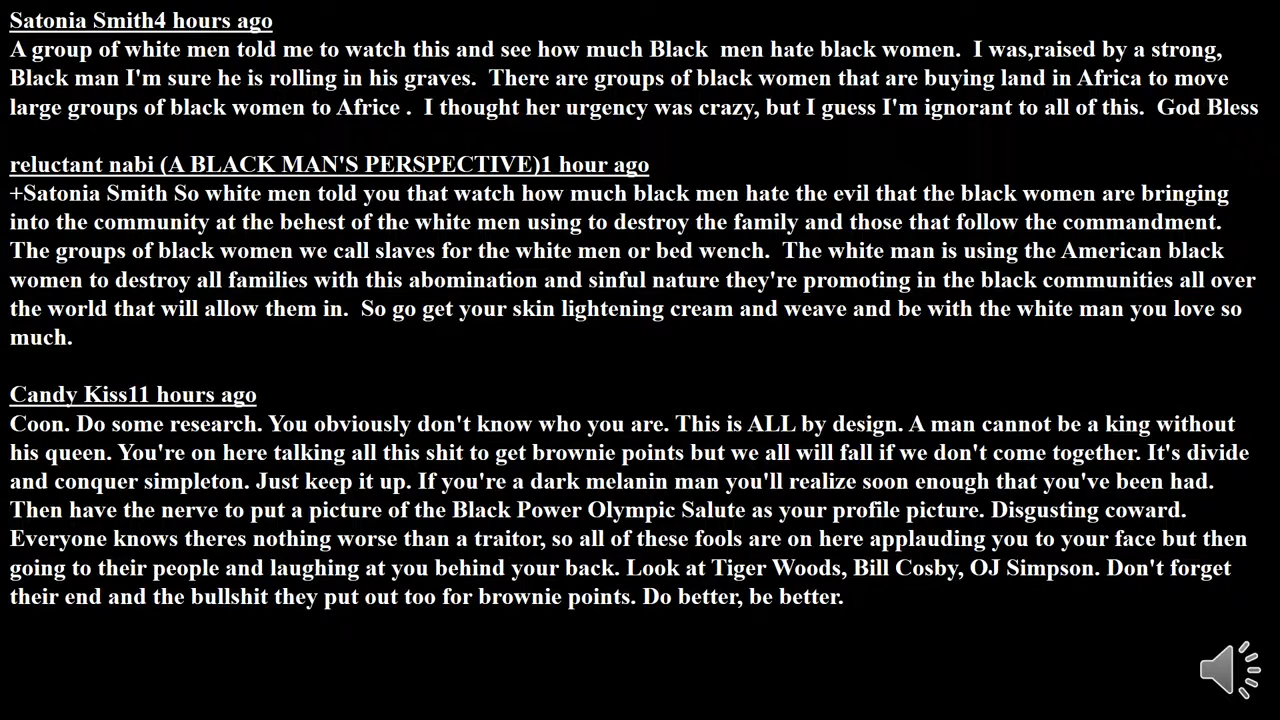 Satonia Smith4 hours ago
A group of white men told me to watch this and see how much Black  men hate black women.  I was,raised by a strong,
Black man I'm sure he is rolling in his graves.  There are groups of black women that are buying land in Africa to move
large groups of black women to Africe .  I thought her urgency was crazy, but I guess I'm ignorant to all of this.  God Bless
reluctant nabi (A BLACK MAN'S PERSPECTIVE)1 hour ago
+Satonia Smith So white men told you that watch how much black men hate the evil that the black women are bringing
into the community at the behest of the white men using to destroy the family and those that follow the commandment.
The groups of black women we call slaves for the white men or bed wench.  The white man is using the American black
women to destroy all families with this abomination and sinful nature they're promoting in the black communities all over
the world that will allow them in.  So go get your skin lightening cream and weave and be with the white man you love so
much.
Candy Kiss11 hours ago
Coon. Do some research. You obviously don't know who you are. This is ALL by design. A man cannot be a king without
his queen. You're on here talking all this shit to get brownie points but we all will fall if we don't come together. It's divide
and conquer simpleton. Just keep it up. If you're a dark melanin man you'll realize soon enough that you've been had.
Then have the nerve to put a picture of the Black Power Olympic Salute as your profile picture. Disgusting coward.
Everyone knows theres nothing worse than a traitor, so all of these fools are on here applauding you to your face but then
going to their people and laughing at you behind your back. Look at Tiger Woods, Bill Cosby, OJ Simpson. Don't forget
their end and the bullshit they put out too for brownie points. Do better, be better.